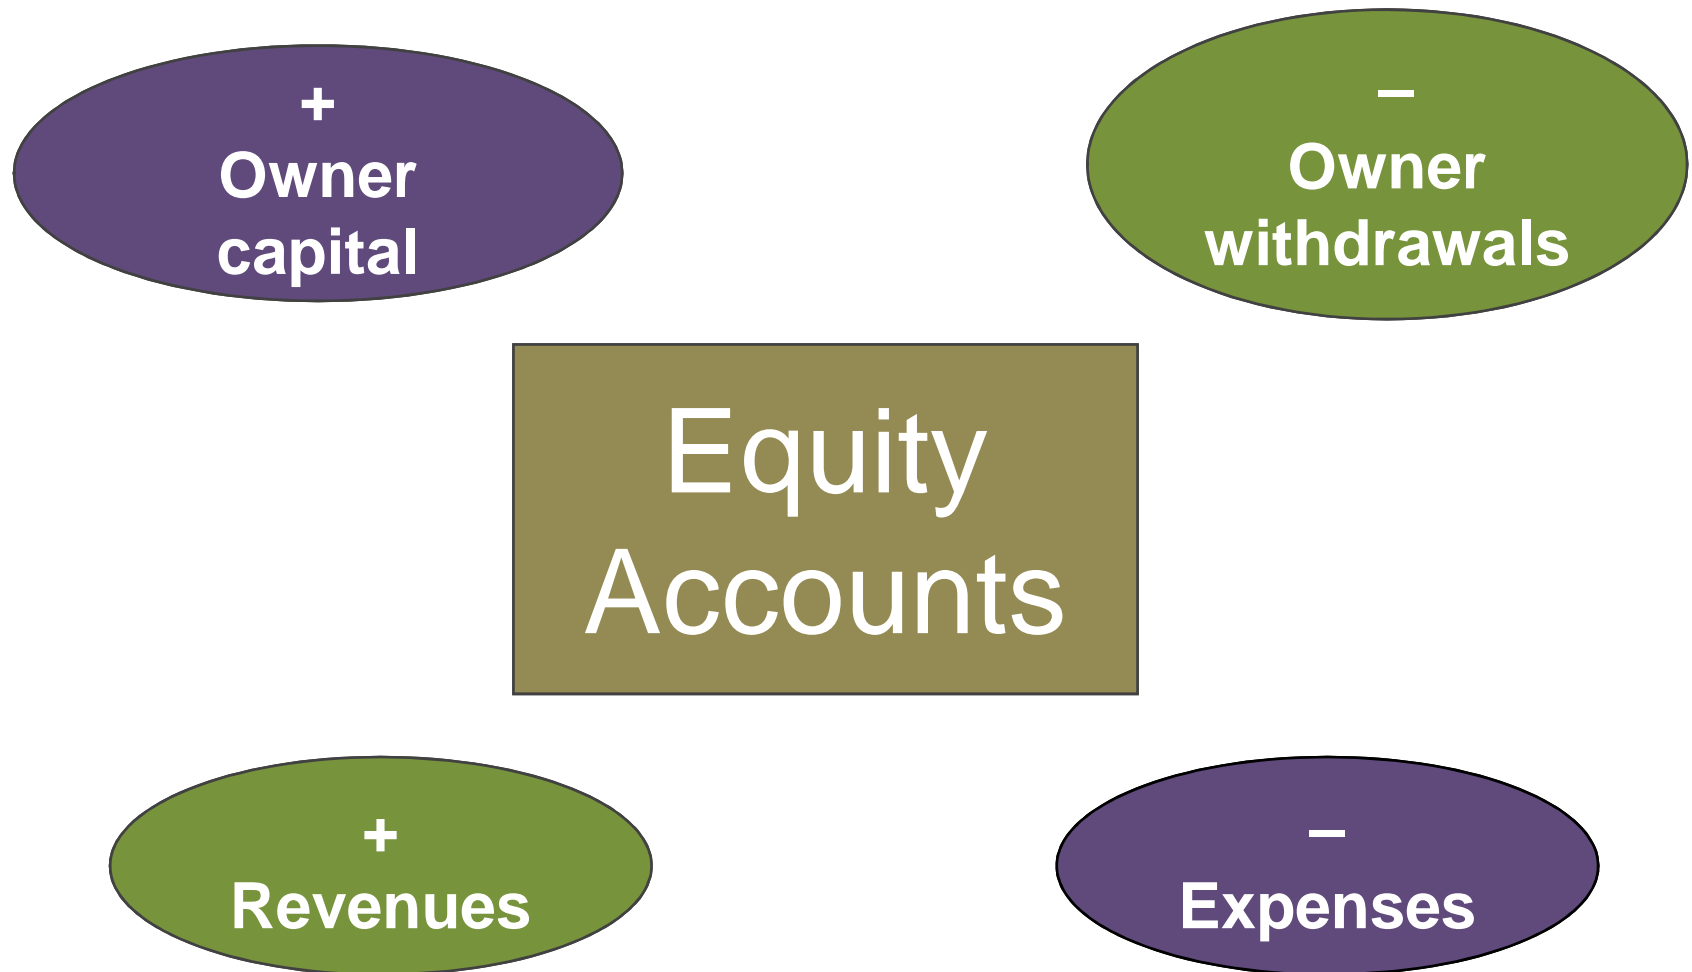 +
Owner
capital
–
Owner
withdrawals
Equity
Accounts
+
Revenues
–
Expenses